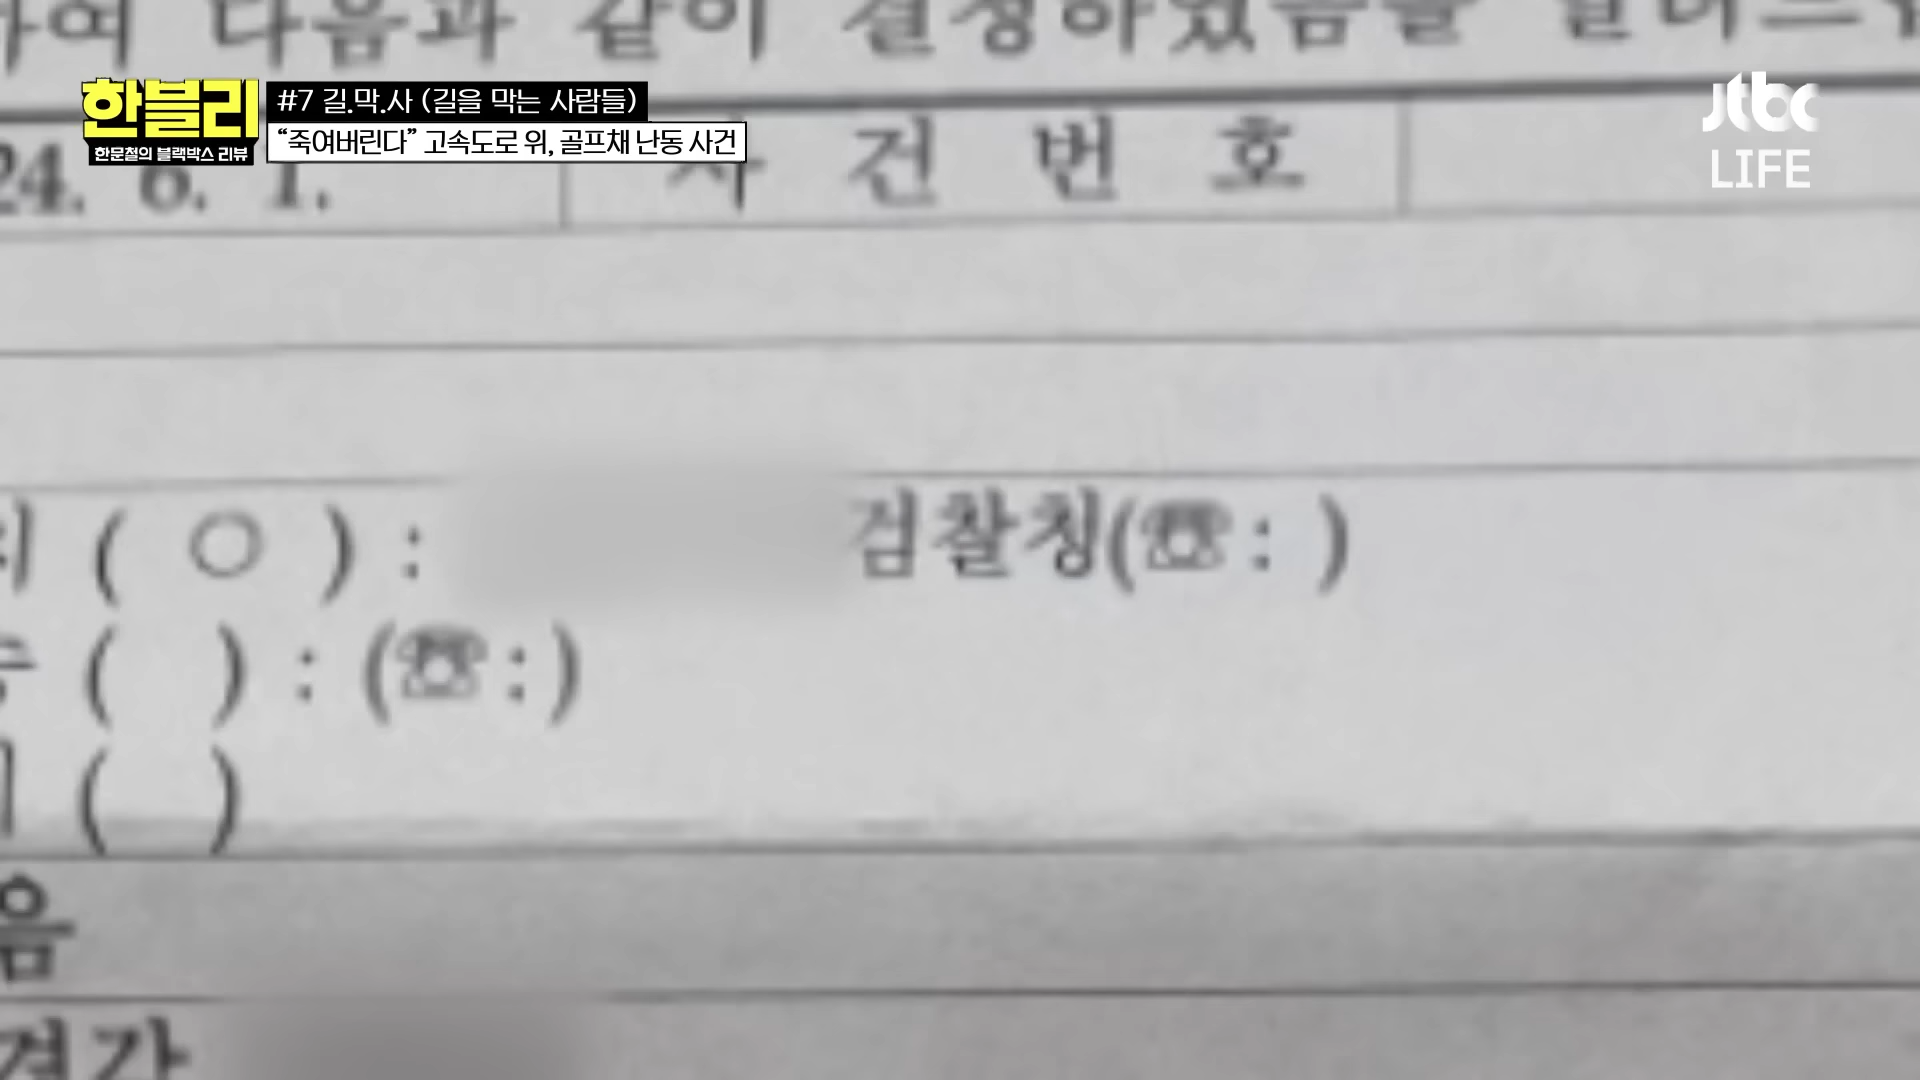 하여 다음과 같이 결정하였음을 알려드
한블리
한문철의 블랙박스 리뷰
#7 길.막.사 (길을 막는 사람들)
“죽여버린다” 고속도로 위, 골프채 난동 사건
jtbc
LIFE
24. 6. 1.
사 건 번 호
( ○ ) : 검찰청(☏: )
( ) : (☏:)
( )
음
경감